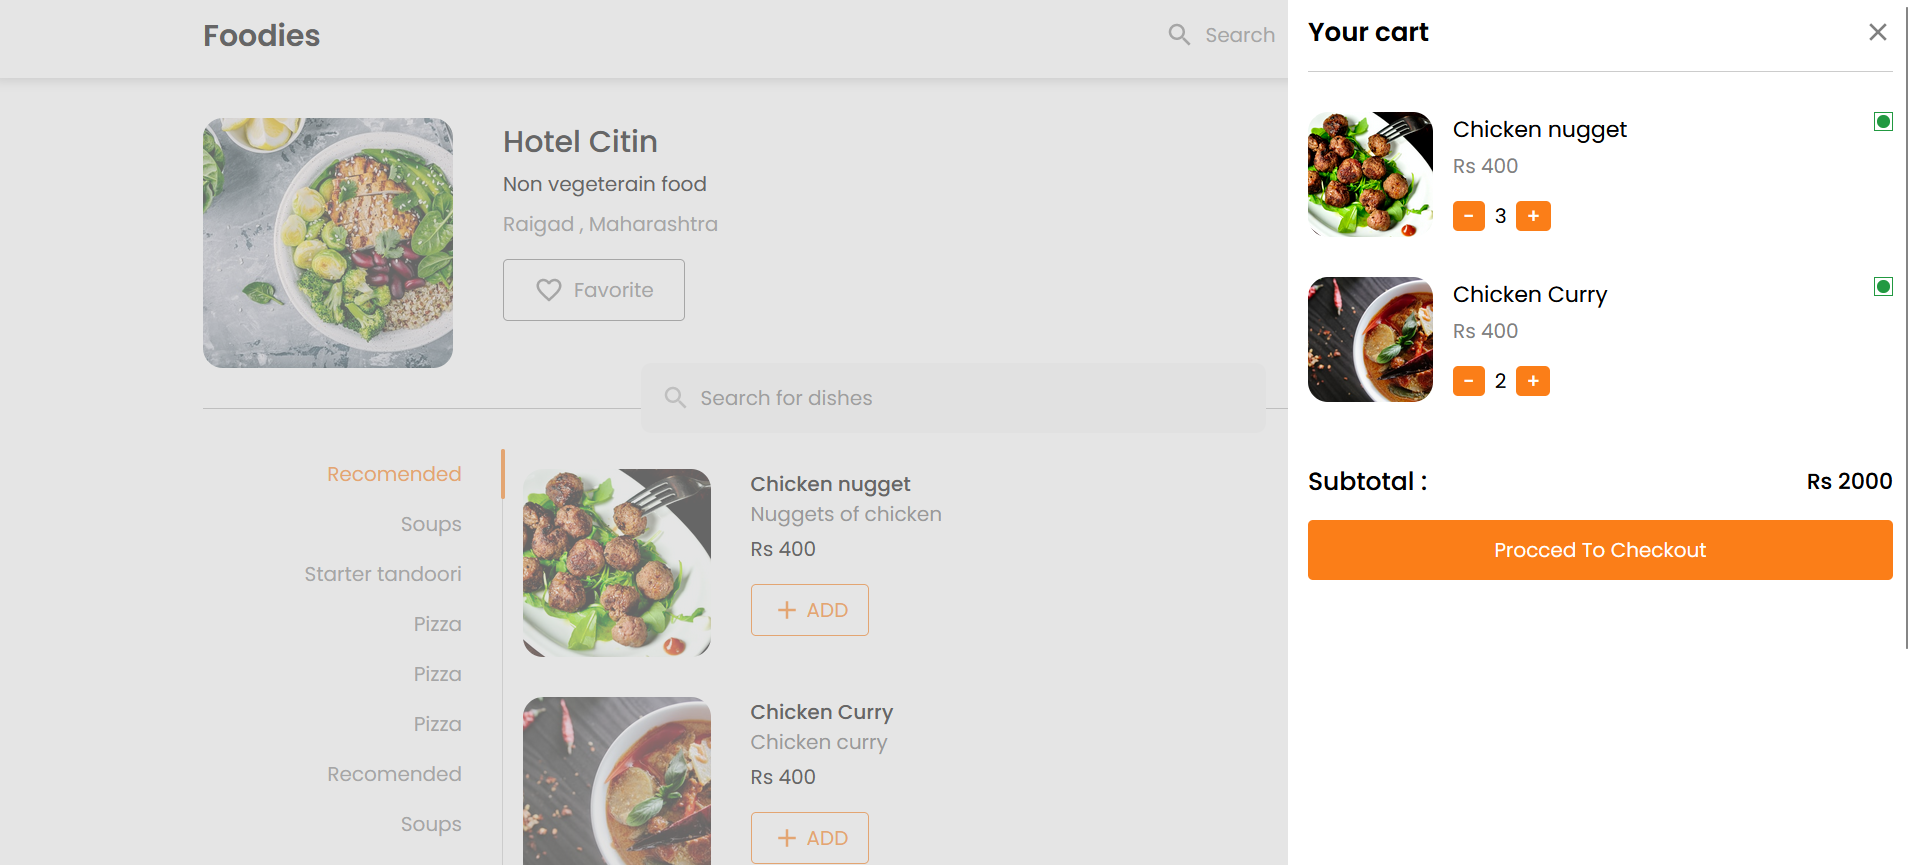 Foodies
Search
Hotel Citin
Non vegeterain food
Raigad , Maharashtra
Favorite
Search for dishes
Recomended
Soups
Starter tandoori
Pizza
Pizza
Pizza
Recomended
Soups
Chicken nugget
Nuggets of chicken
Rs 400
+ ADD
Chicken Curry
Chicken curry
Rs 400
+ ADD
Your cart
Chicken nugget
Rs 400
- 3 +
Chicken Curry
Rs 400
- 2 +
Subtotal : Rs 2000
Procced To Checkout